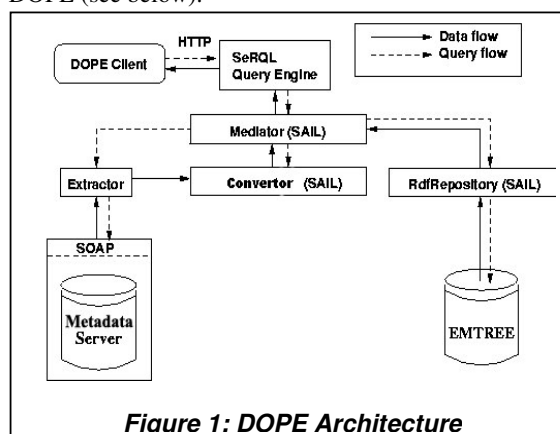 DOPE (see below).
HTTP
Data flow
Query flow
DOPE Client
SeRQL
Query Engine
Mediator (SAIL)
Extractor
Convertor (SAIL)
RdfRepository (SAIL)
SOAP
Metadata
Server
EMTREE
Figure 1: DOPE Architecture